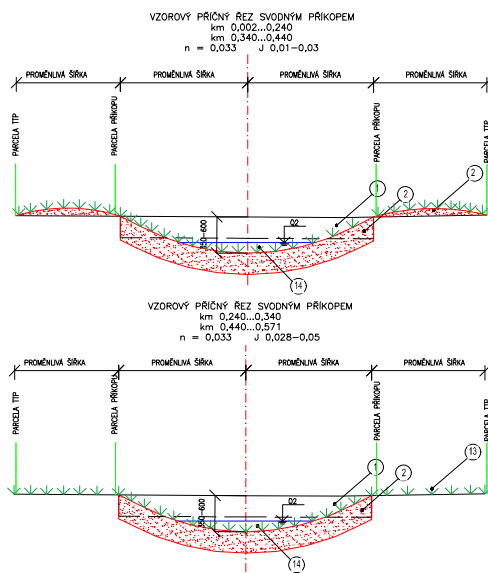 VZOROVÝ PŘÍČNÝ ŘEZ SVODNÝM PŘÍKOPEM
km 0,002...0,240
km 0,340...0,440
n = 0,033 J 0,01-0,03
PROMĚNLIVÁ ŠÍŘKA PROMĚNLIVÁ ŠÍŘKA PROMĚNLIVÁ ŠÍŘKA PROMĚNLIVÁ ŠÍŘKA
PARCELA TTP
PARCELA PŘÍKOPU
PARCELA PŘÍKOPU
PARCELA TTP
1
2
2
Q2
350-600
14
VZOROVÝ PŘÍČNÝ ŘEZ SVODNÝM PŘÍKOPEM
km 0,240...0,340
km 0,440...0,571
n = 0,033 J 0,028-0,05
PROMĚNLIVÁ ŠÍŘKA PROMĚNLIVÁ ŠÍŘKA PROMĚNLIVÁ ŠÍŘKA PROMĚNLIVÁ ŠÍŘKA
PARCELA TTP
PARCELA PŘÍKOPU
PARCELA PŘÍKOPU
PARCELA TTP
13
1
2
Q2
350-600
14